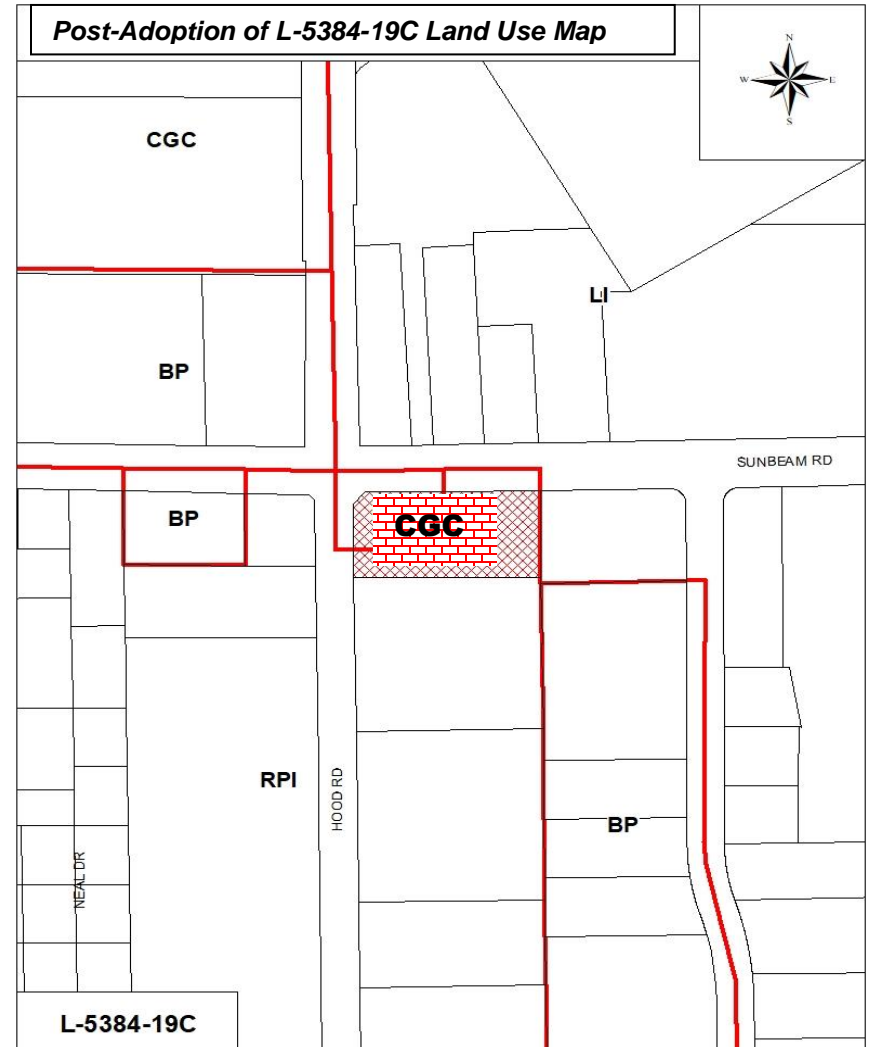 Post-Adoption of L-5384-19C Land Use Map
N
W
E
S
CGC
LI
BP
SUNBEAM RD
BP
CGC
RPI
HOOD RD
BP
NEAL DR
L-5384-19C